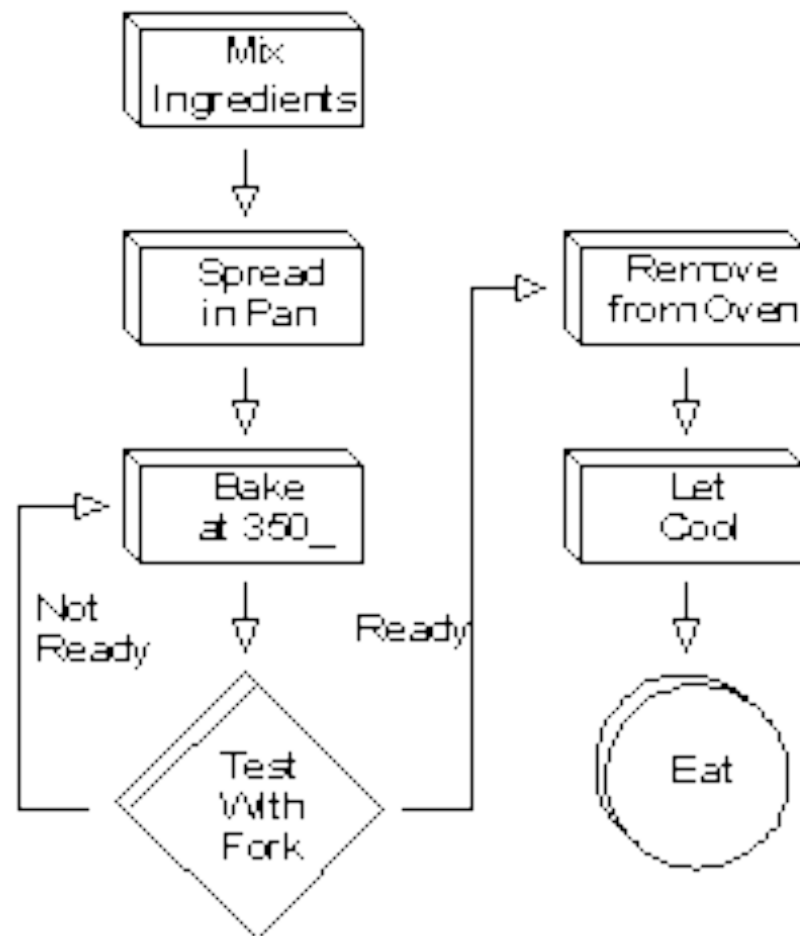 Mix
Ingredients
Spread
in Pan
Bake
at 350_
Not
Ready
Test
With
Fork
Ready
Remove
from Oven
Let
Cool
Eat